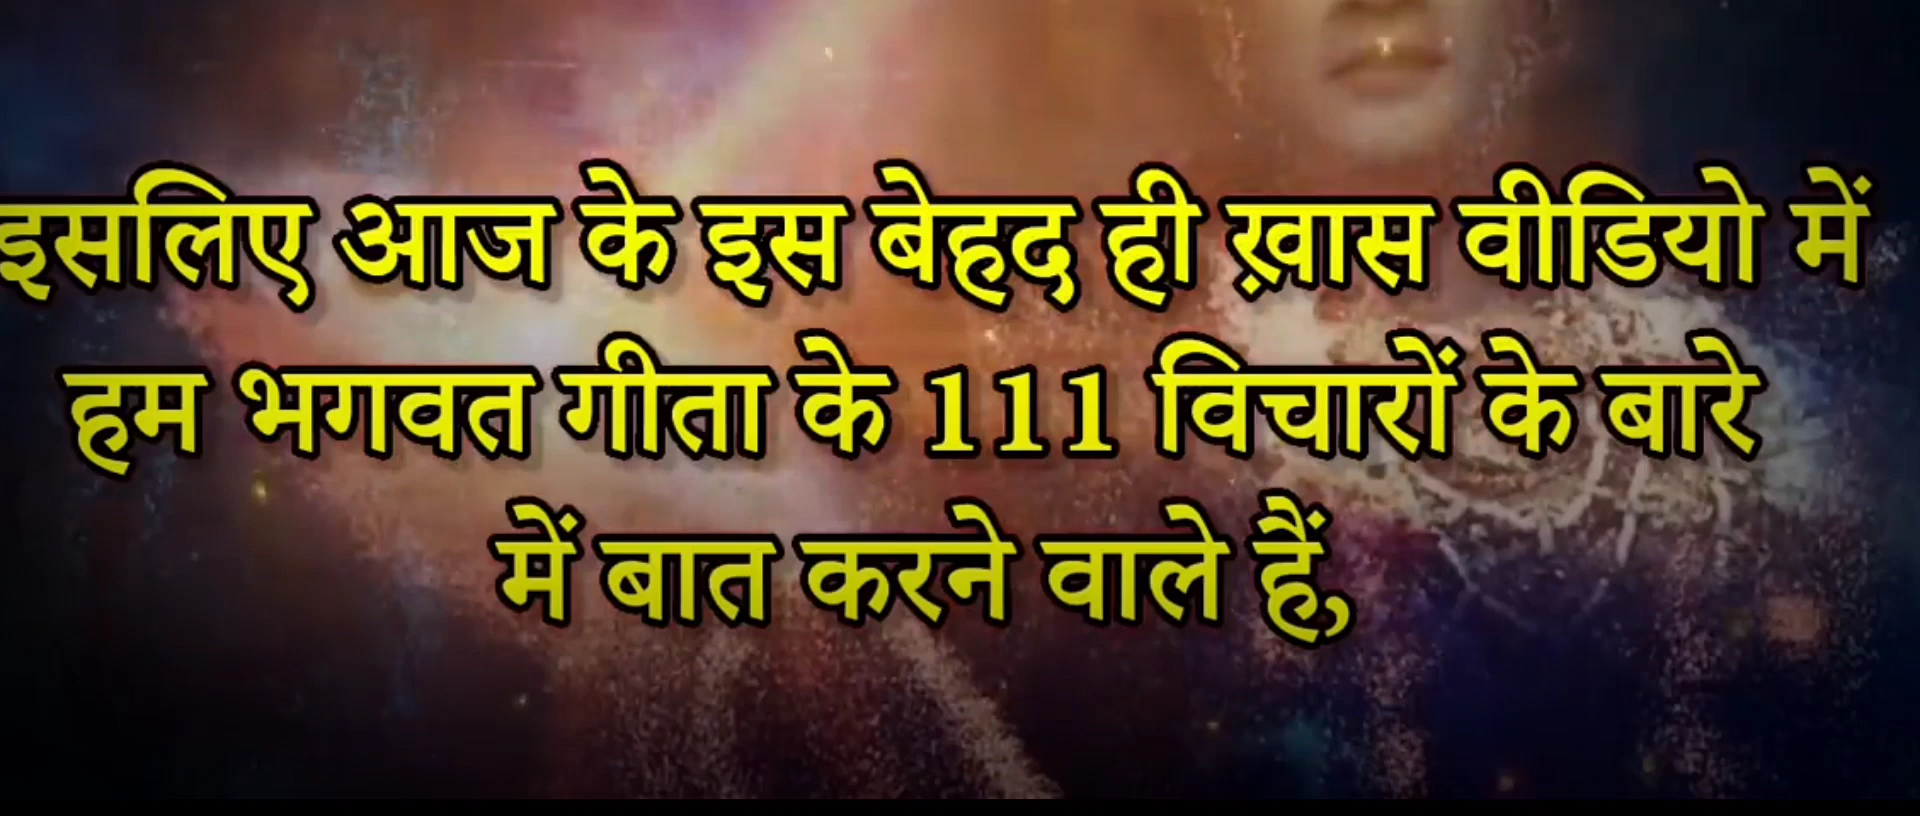 इसलिए आज के इस बेहद ही ख़ास वीडियो में
हम भगवत गीता के 111 विचारों के बारे
में बात करने वाले हैं,